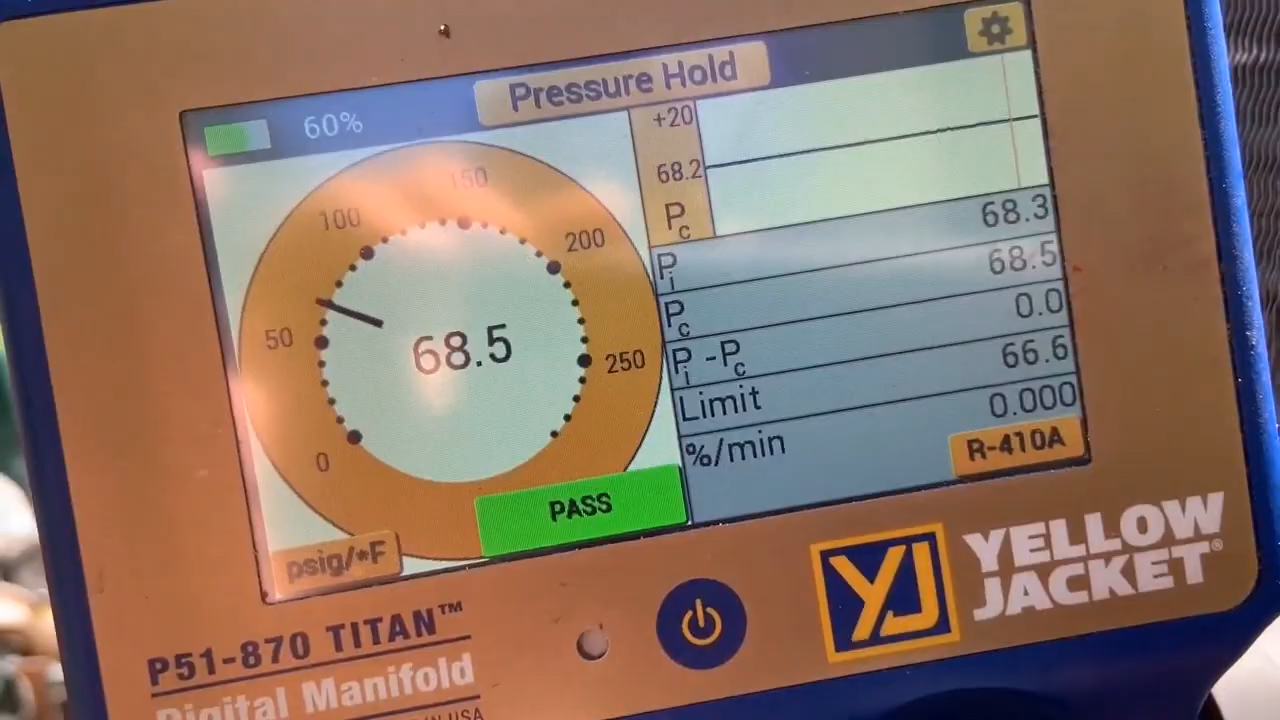 Pressure Hold
60%
+20
68.2
Pc
150
100
200
50
250
0
68.5
Pi 68.3
Pc 68.5
Pi -Pc 0.0
Limit 66.6
%/min 0.000
R-410A
PASS
psig/*F
YJ
YELLOW
JACKET®
P51-870 TITAN™
Digital Manifold
IN USA